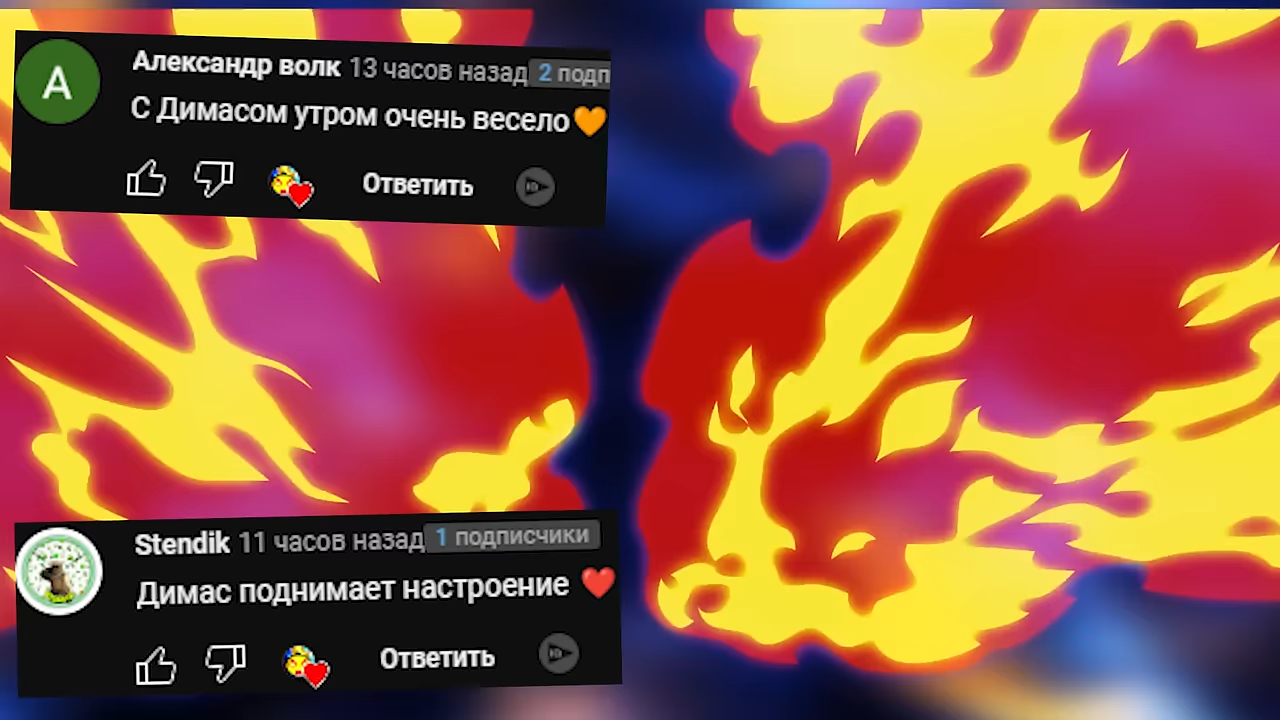 А
Александр волк 13 часов назад 2 подп
С Димасом утром очень весело🧡
Ответить
Stendik 11 часов назад 1 подписчики
Димас поднимает настроение ❤️
Ответить